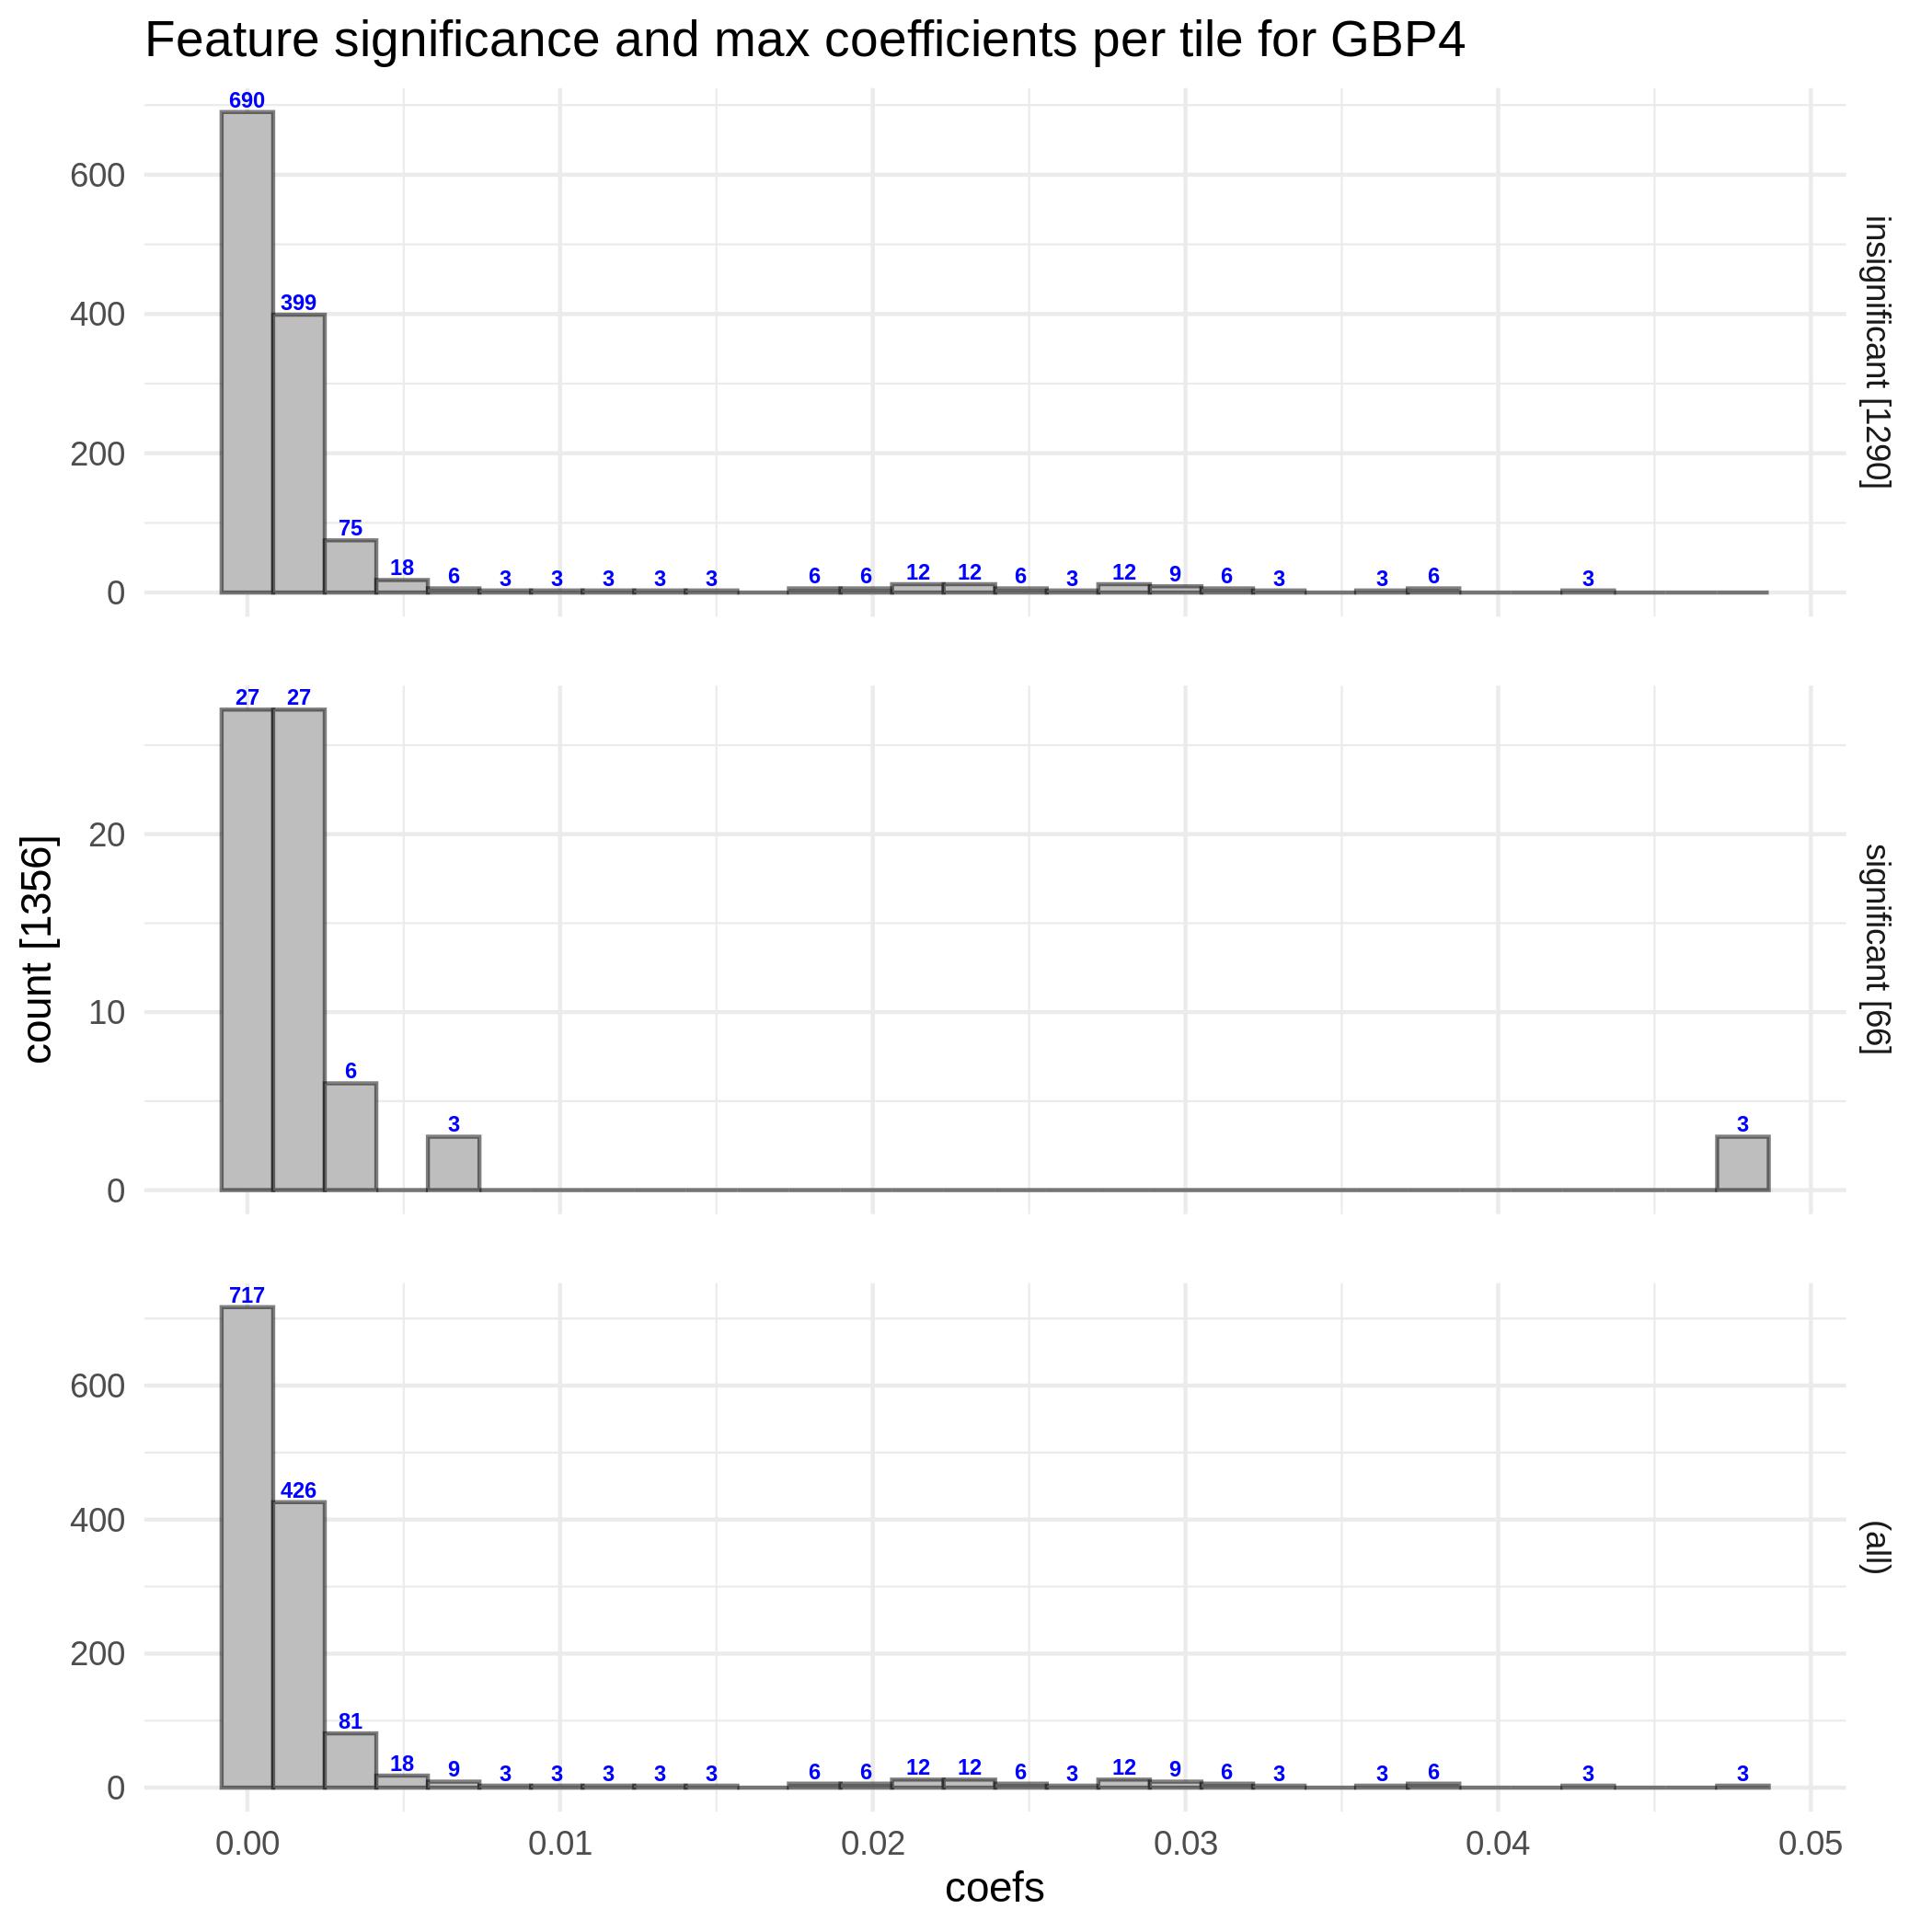 Feature significance and max coefficients per tile for GBP4
690
600
399
400
200
75
18 6 3 3 3 3 3 6 6 12 12 6 3 12 9 6 3 3 6 3
0
insignificant [1290]
27 27
20
10
6
3 3
0
significant [66]
count [1356]
717
600
426
400
200
81
18 9 3 3 3 3 3 6 6 12 12 6 3 12 9 6 3 3 6 3 3
0
(all)
0.00 0.01 0.02 0.03 0.04 0.05
coefs